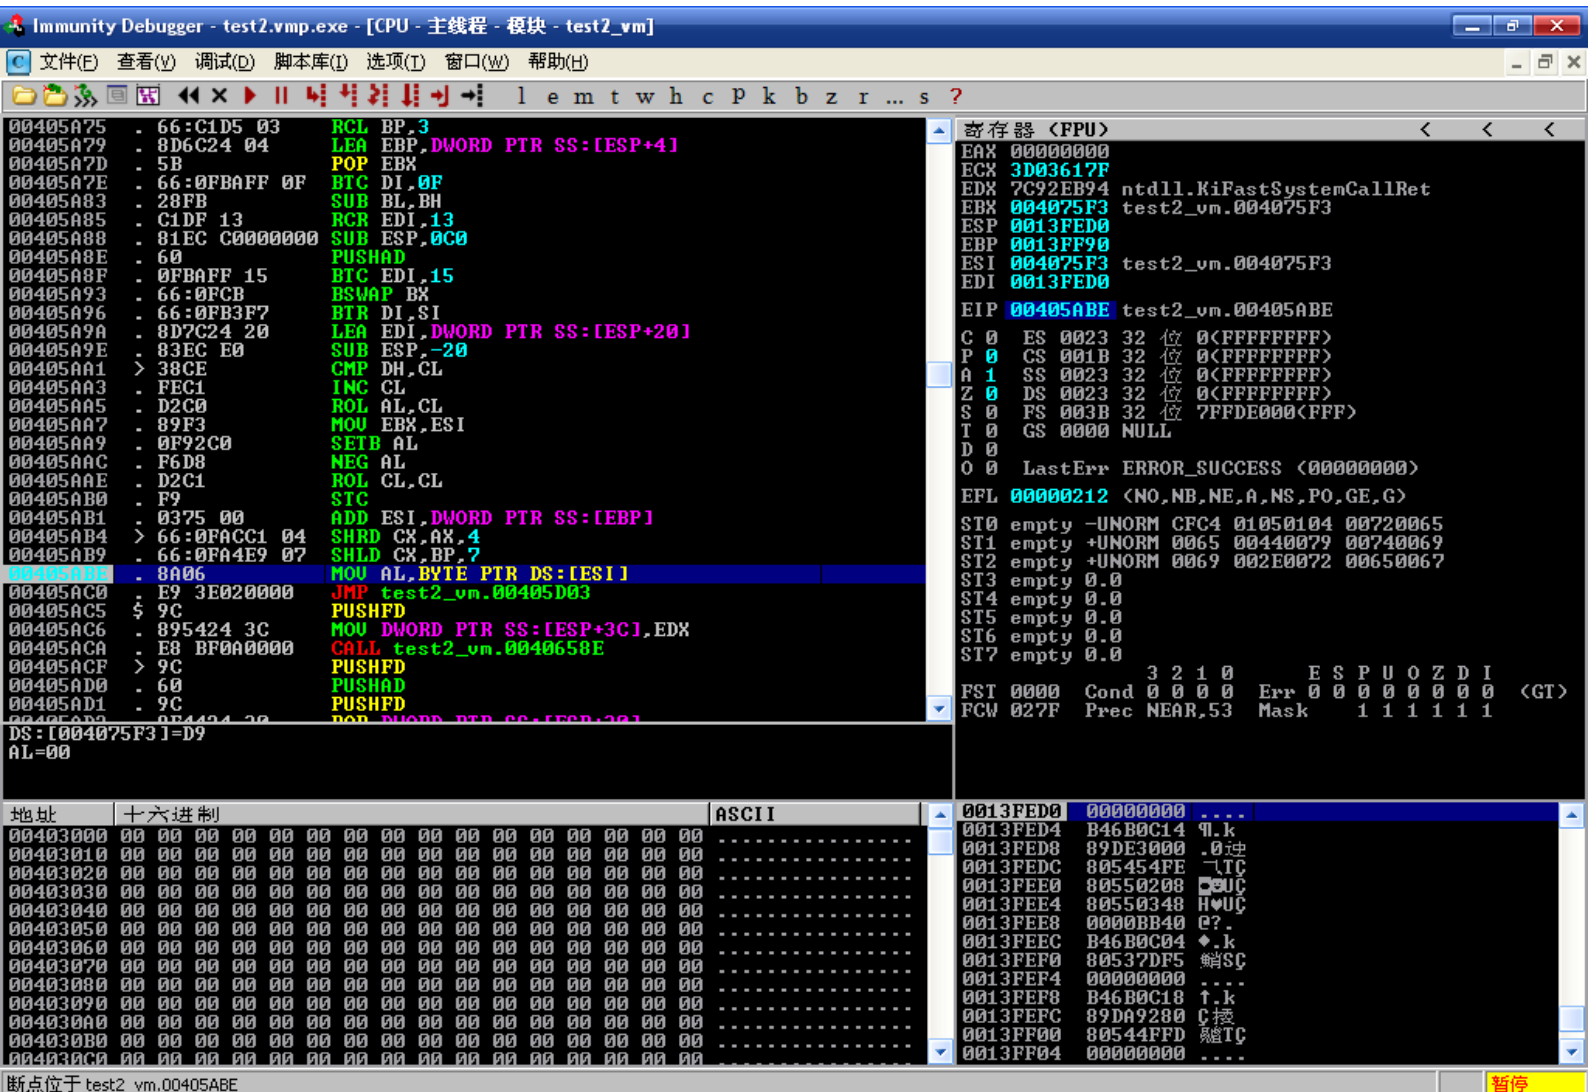 Immunity Debugger - test2.vmp.exe - [CPU - 主线程 - 模块 - test2_vm]
文件(F) 查看(V) 调试(D) 脚本库(I) 选项(T) 窗口(W) 帮助(H)
l e m t w h c P k b z r ... s ?
00405A75 . 66:C1D5 03 RCL BP,3
00405A79 . 8D6C24 04 LEA EBP,DWORD PTR SS:[ESP+4]
00405A7D . 5B POP EBX
00405A7E . 66:0FBAFF 0F BTC DI,0F
00405A83 . 28FB SUB BL,BH
00405A85 . C1DF 13 RCR EDI,13
00405A88 . 81EC C0000000 SUB ESP,0C0
00405A8E . 60 PUSHAD
00405A8F . 0FBAFF 15 BTC EDI,15
00405A93 . 66:0FCB BSWAP BX
00405A96 . 66:0FB3F7 BTR DI,SI
00405A9A . 8D7C24 20 LEA EDI,DWORD PTR SS:[ESP+20]
00405A9E . 83EC E0 SUB ESP,-20
00405AA1 > 38CE CMP DH,CL
00405AA3 . FEC1 INC CL
00405AA5 . D2C0 ROL AL,CL
00405AA7 . 89F3 MOV EBX,ESI
00405AA9 . 0F92C0 SETB AL
00405AAC . F6D8 NEG AL
00405AAE . D2C1 ROL CL,CL
00405AB0 . F9 STC
00405AB1 . 0375 00 ADD ESI,DWORD PTR SS:[EBP]
00405AB4 > 66:0FACC1 04 SHRD CX,AX,4
00405AB9 . 66:0FA4E9 07 SHLD CX,BP,7
00405ABE . 8A06 MOV AL,BYTE PTR DS:[ESI]
00405AC0 . E9 3E020000 JMP test2_vm.00405D03
00405AC5 $ 9C PUSHFD
00405AC6 . 895424 3C MOV DWORD PTR SS:[ESP+3C],EDX
00405ACA . E8 BF0A0000 CALL test2_vm.0040658E
00405ACF > 9C PUSHFD
00405AD0 . 60 PUSHAD
00405AD1 . 9C PUSHFD
00405AD2 . 8F4424 20 POP DWORD PTR SS:[ESP+20]
DS:[004075F3]=D9
AL=00
寄存器 (FPU) < < <
EAX 00000000
ECX 3D03617F
EDX 7C92EB94 ntdll.KiFastSystemCallRet
EBX 004075F3 test2_vm.004075F3
ESP 0013FED0
EBP 0013FF90
ESI 004075F3 test2_vm.004075F3
EDI 0013FED0
EIP 00405ABE test2_vm.00405ABE
C 0 ES 0023 32 位 0(FFFFFFFF)
P 0 CS 001B 32 位 0(FFFFFFFF)
A 1 SS 0023 32 位 0(FFFFFFFF)
Z 0 DS 0023 32 位 0(FFFFFFFF)
S 0 FS 003B 32 位 7FFDE000(FFF)
T 0 GS 0000 NULL
D 0
O 0 LastErr ERROR_SUCCESS (00000000)
EFL 00000212 (NO,NB,NE,A,NS,PO,GE,G)
ST0 empty -UNORM CFC4 01050104 00720065
ST1 empty +UNORM 0065 00440079 00740069
ST2 empty +UNORM 0069 002E0072 00650067
ST3 empty 0.0
ST4 empty 0.0
ST5 empty 0.0
ST6 empty 0.0
ST7 empty 0.0
3 2 1 0 E S P U O Z D I
FST 0000 Cond 0 0 0 0 Err 0 0 0 0 0 0 0 0 (GT)
FCW 027F Prec NEAR,53 Mask 1 1 1 1 1 1
地址 十六进制 ASCII
00403000 00 00 00 00 00 00 00 00 00 00 00 00 00 00 00 00 ................
00403010 00 00 00 00 00 00 00 00 00 00 00 00 00 00 00 00 ................
00403020 00 00 00 00 00 00 00 00 00 00 00 00 00 00 00 00 ................
00403030 00 00 00 00 00 00 00 00 00 00 00 00 00 00 00 00 ................
00403040 00 00 00 00 00 00 00 00 00 00 00 00 00 00 00 00 ................
00403050 00 00 00 00 00 00 00 00 00 00 00 00 00 00 00 00 ................
00403060 00 00 00 00 00 00 00 00 00 00 00 00 00 00 00 00 ................
00403070 00 00 00 00 00 00 00 00 00 00 00 00 00 00 00 00 ................
00403080 00 00 00 00 00 00 00 00 00 00 00 00 00 00 00 00 ................
00403090 00 00 00 00 00 00 00 00 00 00 00 00 00 00 00 00 ................
004030A0 00 00 00 00 00 00 00 00 00 00 00 00 00 00 00 00 ................
004030B0 00 00 00 00 00 00 00 00 00 00 00 00 00 00 00 00 ................
004030C0 00 00 00 00 00 00 00 00 00 00 00 00 00 00 00 00 ................
0013FED0 00000000 ....
0013FED4 B46B0C14 ¶.k
0013FED8 89DE3000 .0
0013FEDC 805454FE TÇ
0013FEE0 80550208 UÇ
0013FEE4 80550348 H♥UÇ
0013FEE8 0000BB40 @?.
0013FEEC B46B0C04 ♦.k
0013FEF0 80537DF5 SÇ
0013FEF4 00000000 ....
0013FEF8 B46B0C18 ↑.k
0013FEFC 89DA9280 Ç
0013FF00 80544FFD TÇ
0013FF04 00000000 ....
断点位于 test2_vm.00405ABE
暂停